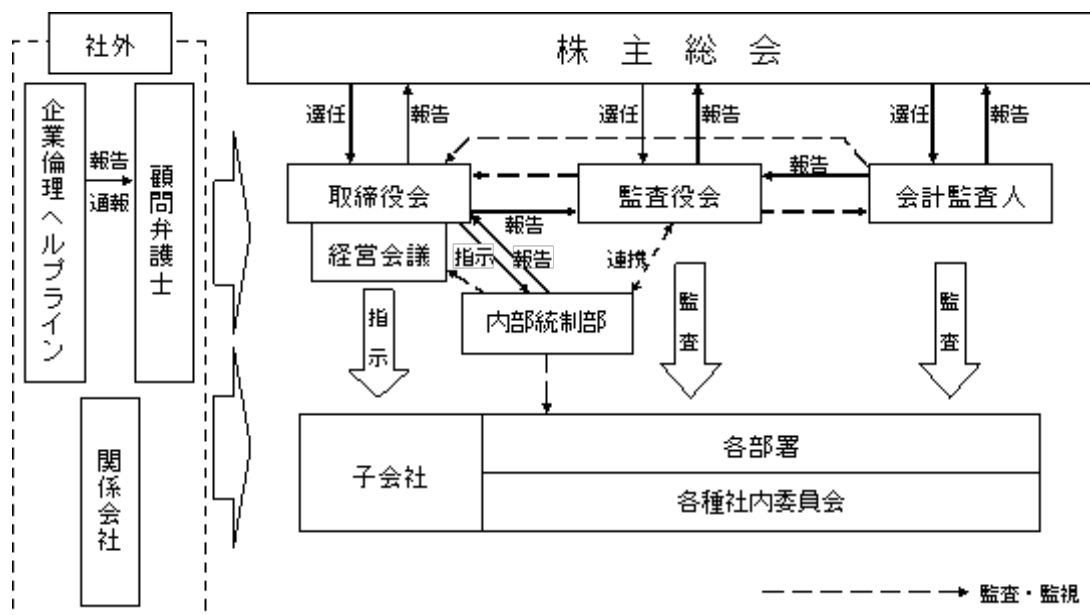 社外
企業倫理ヘルプライン
報告
通報
顧問弁護士
関係会社
株主総会
選任
報告
選任
報告
選任
報告
取締役会
監査役会
会計監査人
報告
報告
経営会議
指示
報告
連携
内部統制部
指示
監査
監査
子会社
各部署
各種社内委員会
監査・監視